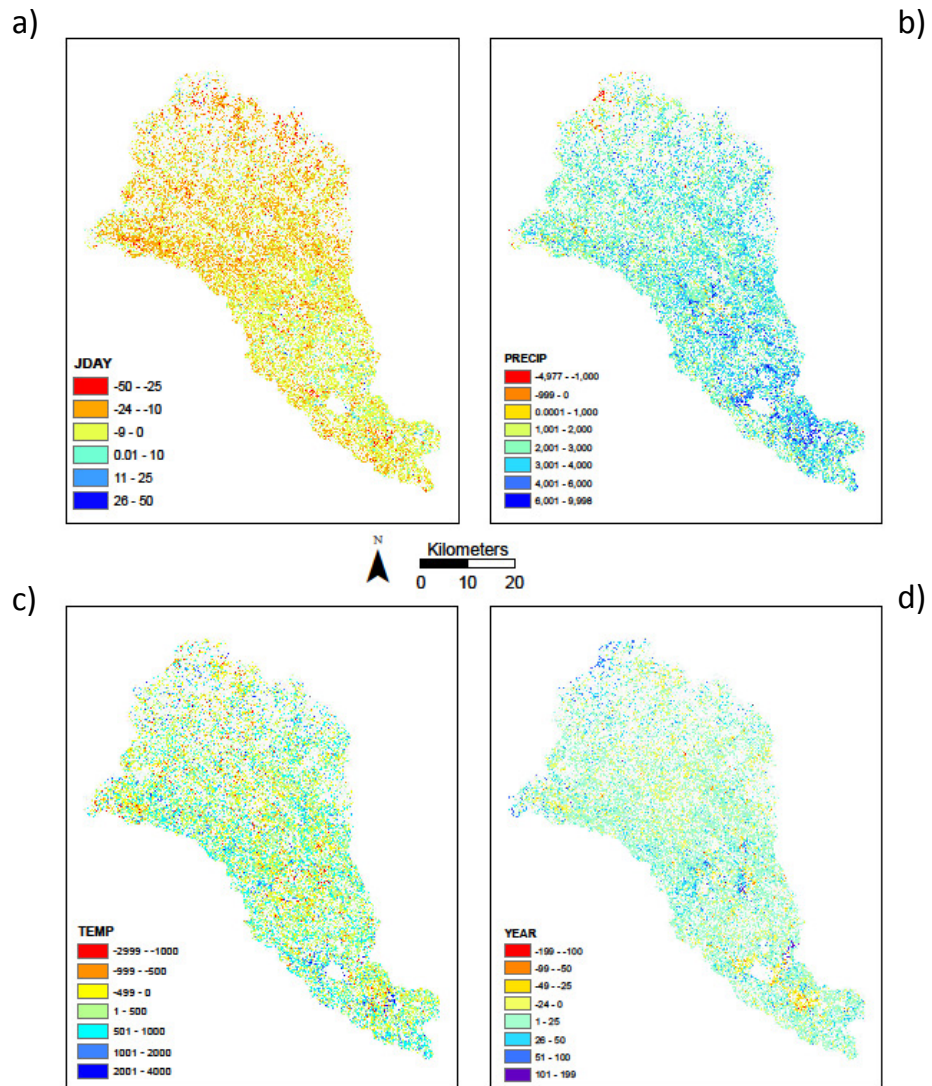 a)
b)
JDAY
-50 - -25
-24 - -10
-9 - 0
0.01 - 10
11 - 25
26 - 50
PRECIP
-4,977 - -1,000
-999 - 0
0.0001 - 1,000
1,001 - 2,000
2,001 - 3,000
3,001 - 4,000
4,001 - 6,000
6,001 - 9,998
N
Kilometers
0 10 20
c)
d)
TEMP
-2999 - -1000
-999 - -500
-499 - 0
1 - 500
501 - 1000
1001 - 2000
2001 - 4000
YEAR
-199 - -100
-99 - -50
-49 - -25
-24 - 0
1 - 25
26 - 50
51 - 100
101 - 199